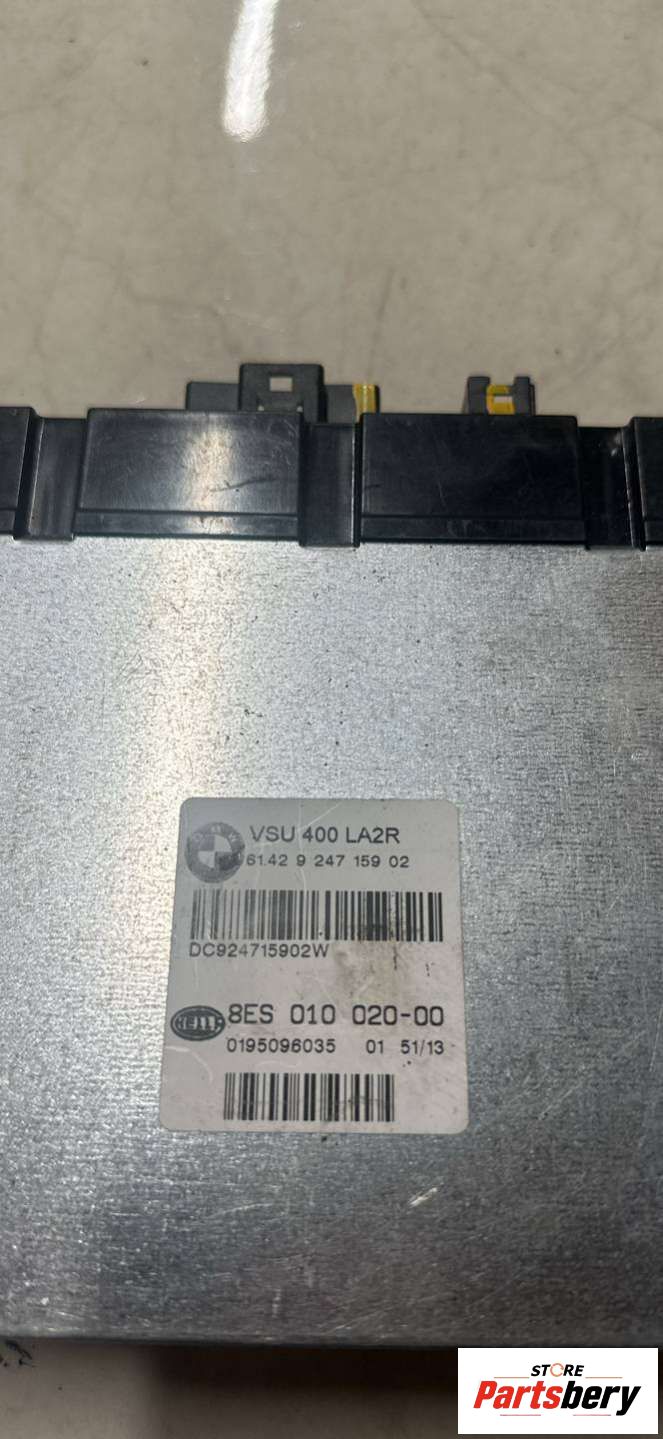 VSU 400 LA2R
61.42 9 247 159 02
DC924715902W
HELLA
8ES 010 020-00
0195096035 01 51/13
STORE
Partsbery